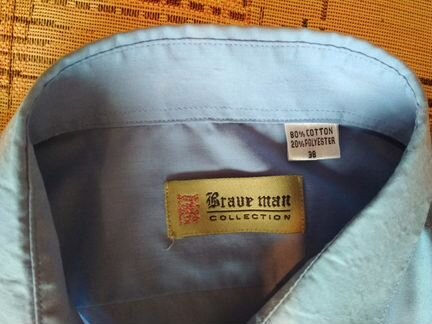 80% COTTON
20% POLYESTER
38
Brave man
COLLECTION